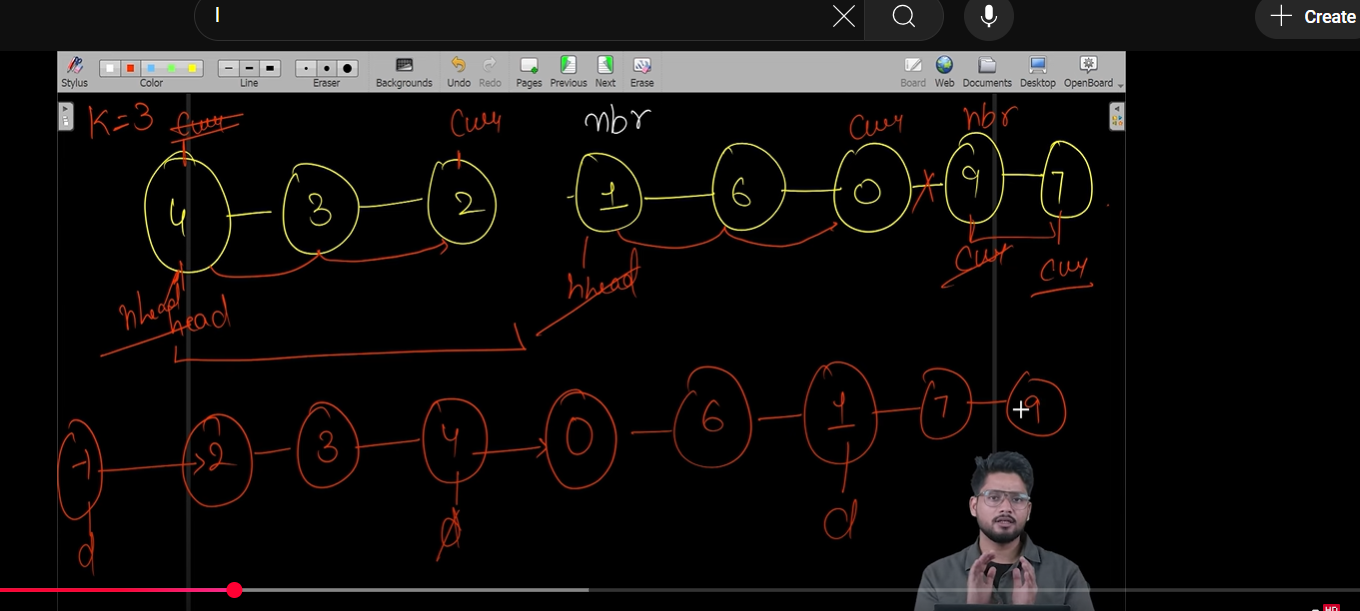 l
Create
Stylus Color Line Eraser Backgrounds Undo Redo Pages Previous Next Erase Board Web Documents Desktop OpenBoard
K=3 curr curr nbr curr nbr
4 3 2 1 6 0 9 7
curr curr
nhead
nhead
head
-1 2 3 4 0 6 1 7 9
d d d
HD